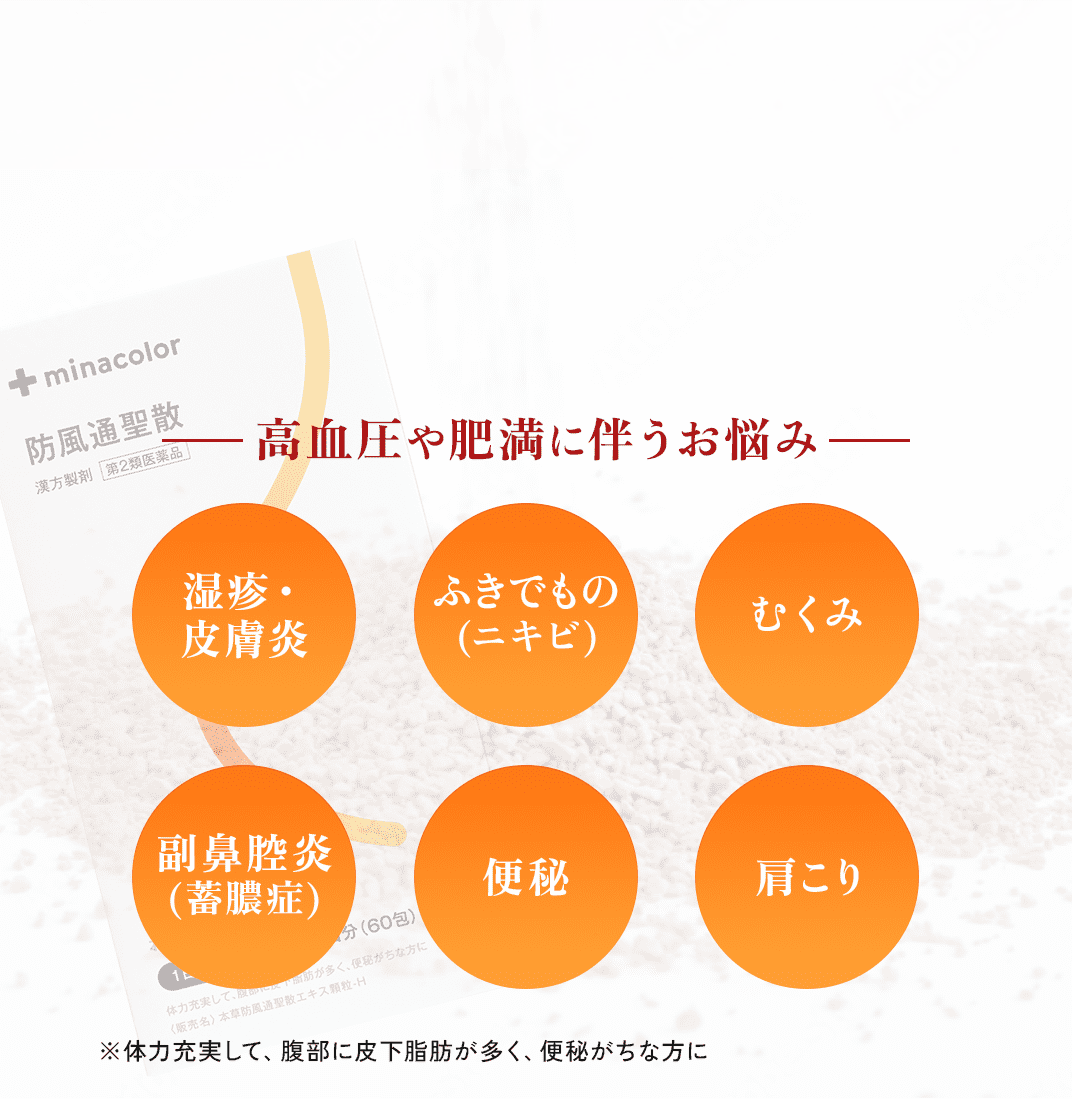 minacolor
防風通聖散
漢方製剤 第2類医薬品
高血圧や肥満に伴うお悩み
湿疹・
皮膚炎
ふきでもの
(ニキビ)
むくみ
副鼻腔炎
(蓄膿症)
便秘
肩こり
分(60包)
体力充実して、腹部に皮下脂肪が多く、便秘がちな方に
(販売名) 本草防風通聖散エキス顆粒-H
※体力充実して、腹部に皮下脂肪が多く、便秘がちな方に